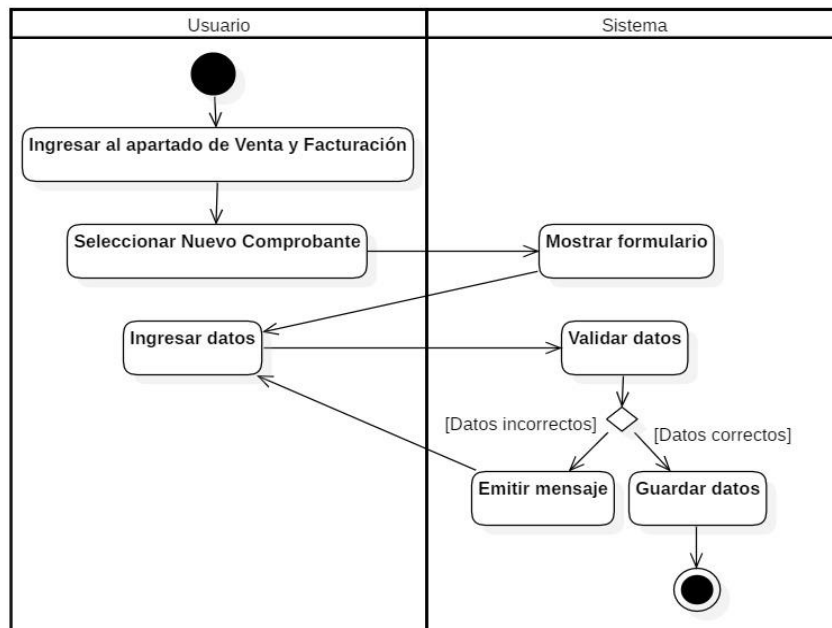 Usuario
Sistema
Ingresar al apartado de Venta y Facturación
Seleccionar Nuevo Comprobante
Mostrar formulario
Ingresar datos
Validar datos
[Datos incorrectos]
[Datos correctos]
Emitir mensaje
Guardar datos